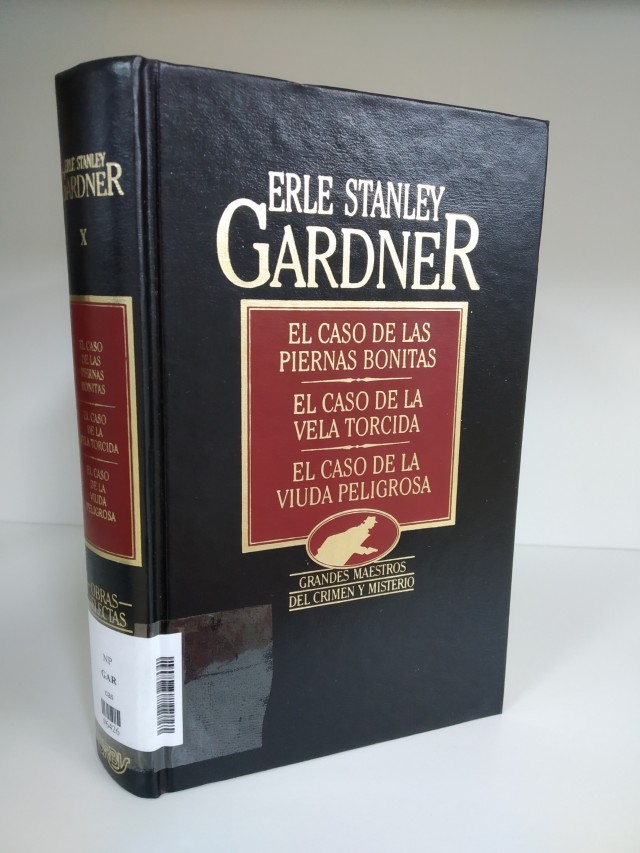 ERLE STANLEY
GARDNER
X
EL CASO
DE LAS
PIERNAS
BONITAS
EL CASO
DE LA
VELA TORCIDA
EL CASO
DE LA
VIUDA
PELIGROSA
OBRAS
NP
GAR
cas
ERLE STANLEY
GARDNER
EL CASO DE LAS
PIERNAS BONITAS
EL CASO DE LA
VELA TORCIDA
EL CASO DE LA
VIUDA PELIGROSA
GRANDES MAESTROS
DEL CRIMEN Y MISTERIO